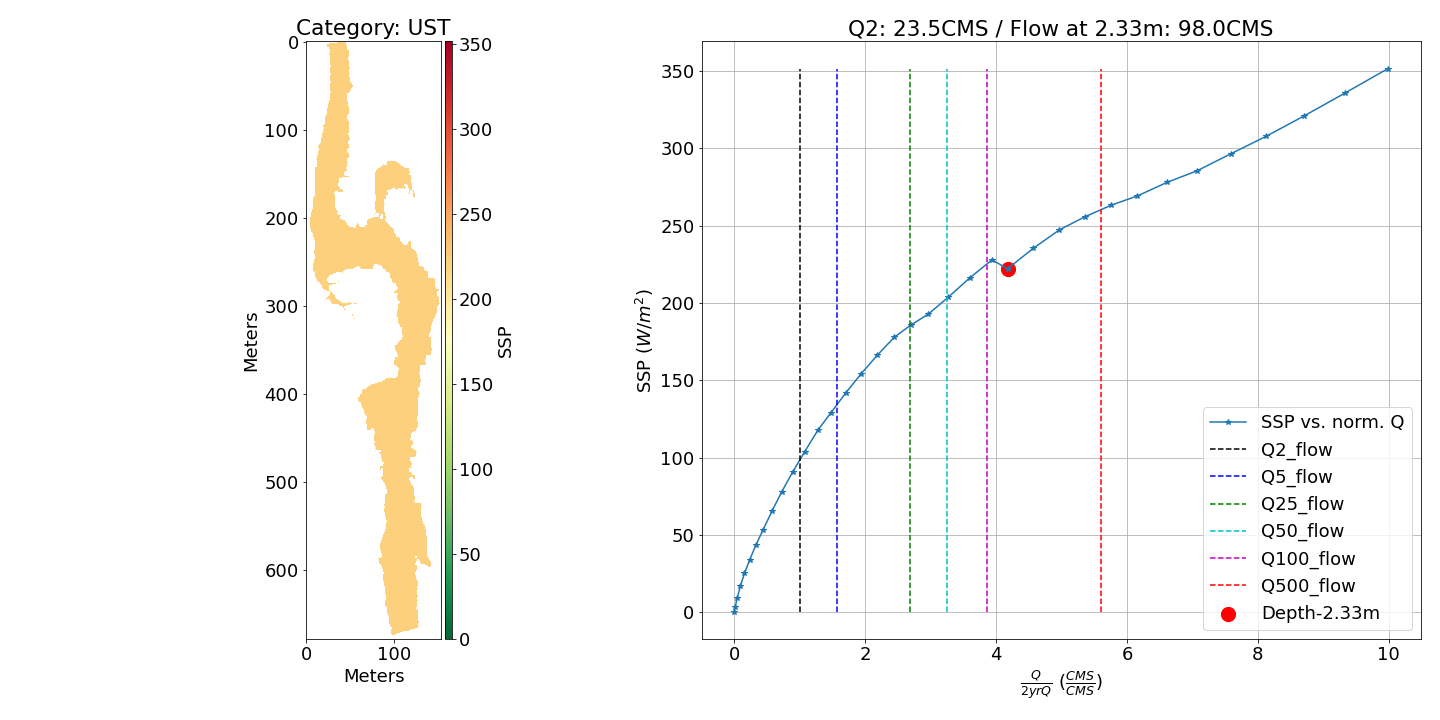 Category: UST
0
100
200
300
400
500
600
Meters
0
100
Meters
350
300
250
200
150
100
50
0
SSP
Q2: 23.5CMS / Flow at 2.33m: 98.0CMS
350
300
250
200
150
100
50
0
SSP (W/m²)
0
2
4
6
8
10
Q/2yrQ (CMS/CMS)
SSP vs. norm. Q
Q2_flow
Q5_flow
Q25_flow
Q50_flow
Q100_flow
Q500_flow
Depth-2.33m